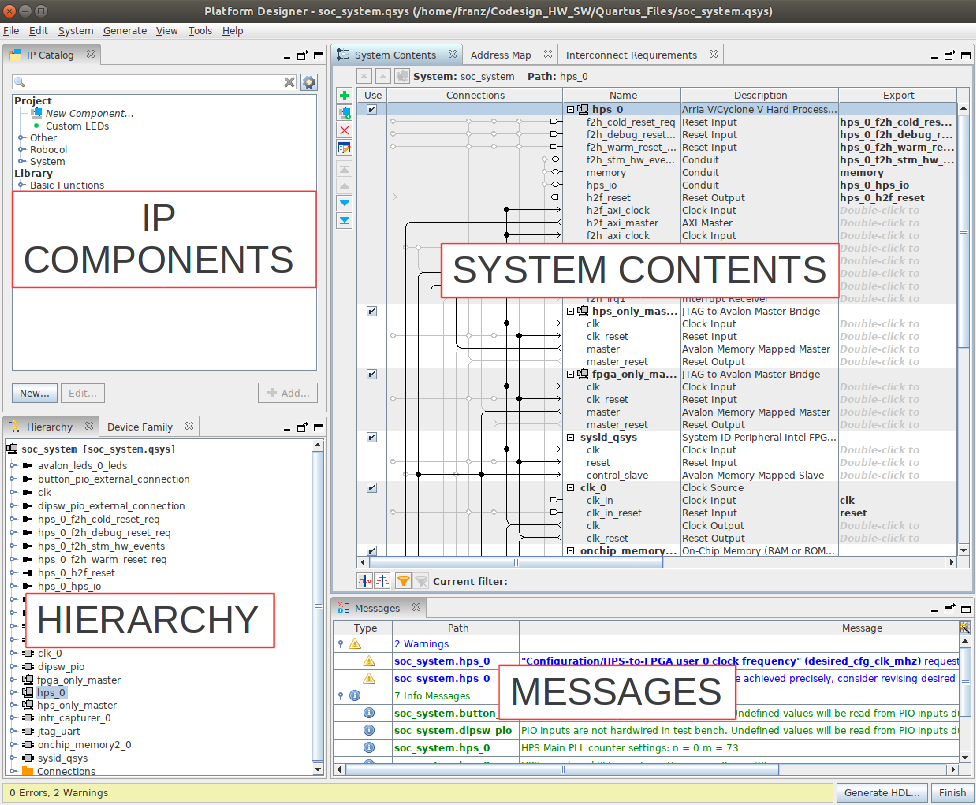 Platform Designer - soc_system.qsys (/home/franz/Codesign_HW_SW/Quartus_Files/soc_system.qsys)
File Edit System Generate View Tools Help
IP Catalog
Project
New Component...
Custom LEDs
Other
Robocol
System
Library
Basic Functions
IP
COMPONENTS
New... Edit... Add...
Hierarchy Device Family
soc_system [soc_system.qsys]
avalon_leds_0_leds
button_pio_external_connection
clk
dipsw_pio_external_connection
hps_0_f2h_cold_reset_req
hps_0_f2h_debug_reset_req
hps_0_f2h_stm_hw_events
hps_0_f2h_warm_reset_req
hps_0_h2f_reset
hps_0_hps_io
HIERARCHY
clk_0
dipsw_pio
fpga_only_master
hps_0
hps_only_master
intr_capturer_0
jtag_uart
onchip_memory2_0
sysid_qsys
Connections
System Contents Address Map Interconnect Requirements
System: soc_system Path: hps_0
Use Connections Name Description Export
hps_0 Arria V/Cyclone V Hard Process...
f2h_cold_reset_req Reset Input hps_0_f2h_cold_res...
f2h_debug_reset... Reset Input hps_0_f2h_debug_r...
f2h_warm_reset_... Reset Input hps_0_f2h_warm_re...
f2h_stm_hw_eve... Conduit hps_0_f2h_stm_hw_...
memory Conduit memory
hps_io Conduit hps_0_hps_io
h2f_reset Reset Output hps_0_h2f_reset
h2f_axi_clock Clock Input Double-click to
h2f_axi_master AXI Master Double-click to
f2h_axi_clock Clock Input Double-click to
Double-click to
SYSTEM CONTENTS
Double-click to
Double-click to
Double-click to
f2h_irq1 Interrupt Receiver Double-click to
hps_only_mas... JTAG to Avalon Master Bridge
clk Clock Input Double-click to
clk_reset Reset Input Double-click to
master Avalon Memory Mapped Master Double-click to
master_reset Reset Output Double-click to
fpga_only_ma... JTAG to Avalon Master Bridge
clk Clock Input Double-click to
clk_reset Reset Input Double-click to
master Avalon Memory Mapped Master Double-click to
master_reset Reset Output Double-click to
sysid_qsys System ID Peripheral Intel FPG...
clk Clock Input Double-click to
reset Reset Input Double-click to
control_slave Avalon Memory Mapped Slave Double-click to
clk_0 Clock Source
clk_in Clock Input clk
clk_in_reset Reset Input reset
clk Clock Output Double-click to
clk_reset Reset Output Double-click to
onchip_memory... On-Chip Memory (RAM or ROM...
Current filter:
Messages
Type Path Message
2 Warnings
soc_system.hps_0 "Configuration/HPS-to-FPGA user 0 clock frequency" (desired_cfg_clk_mhz) request
soc_system.hps_0 achieved precisely, consider revising desired
7 Info Messages
MESSAGES
soc_system.button_ Undefined values will be read from PIO inputs
soc_system.dipsw_pio PIO inputs are not hardwired in test bench. Undefined values will be read from PIO inputs
soc_system.hps_0 HPS Main PLL counter settings: n = 0 m = 73
0 Errors, 2 Warnings Generate HDL... Finish